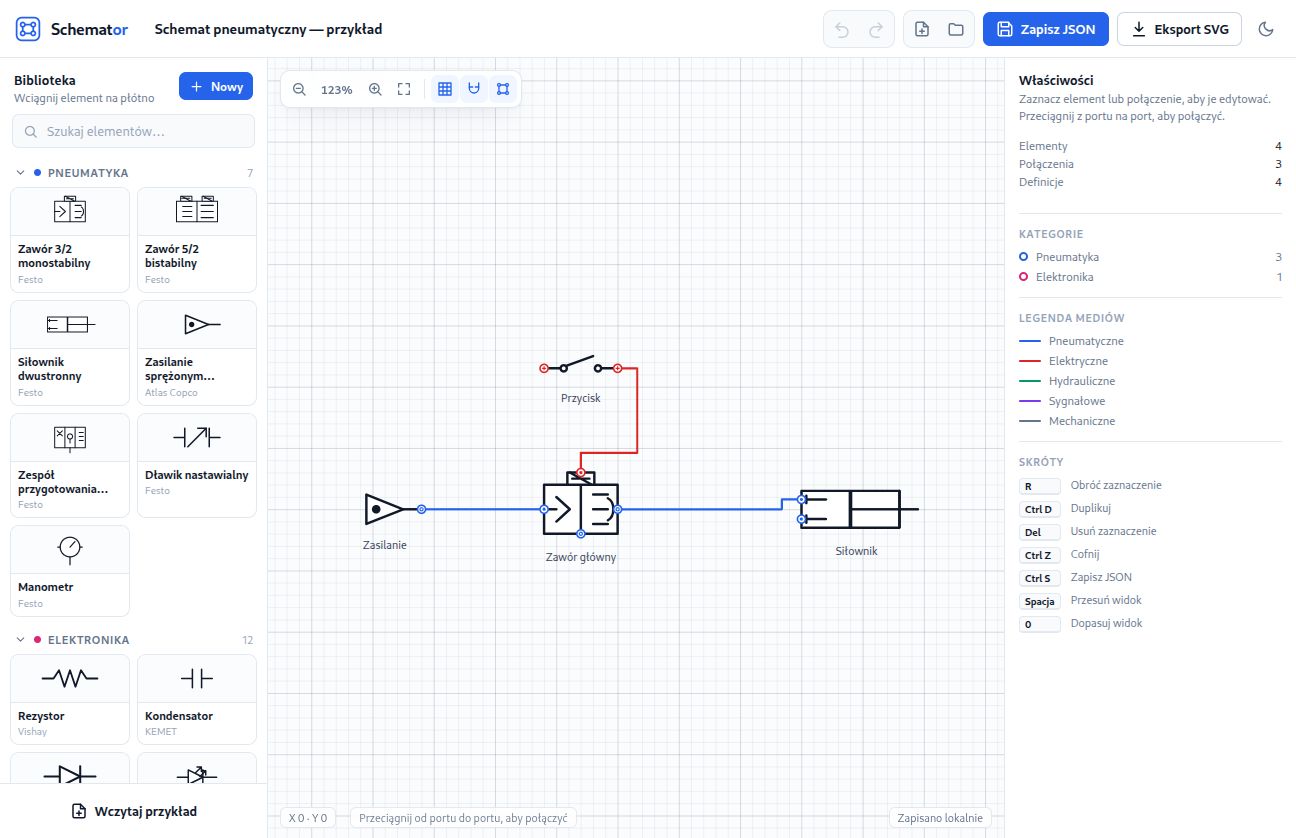 Schemator
Schemat pneumatyczny — przykład
Zapisz JSON
Eksport SVG
Biblioteka
Wciągnij element na płótno
Nowy
Szukaj elementów…
PNEUMATYKA
7
Zawór 3/2
monostabilny
Festo
Zawór 5/2
bistabilny
Festo
Siłownik
dwustronny
Festo
Zasilanie
sprężonym…
Atlas Copco
Zespół
przygotowania…
Festo
Dławik nastawialny
Festo
Manometr
Festo
ELEKTRONIKA
12
Rezystor
Vishay
Kondensator
KEMET
Wczytaj przykład
123%
Przycisk
Zasilanie
Zawór główny
Siłownik
X 0 · Y 0
Przeciągnij od portu do portu, aby połączyć
Zapisano lokalnie
Właściwości
Zaznacz element lub połączenie, aby je edytować.
Przeciągnij z portu na port, aby połączyć.
Elementy 4
Połączenia 3
Definicje 4
KATEGORIE
Pneumatyka 3
Elektronika 1
LEGENDA MEDIÓW
Pneumatyczne
Elektryczne
Hydrauliczne
Sygnałowe
Mechaniczne
SKRÓTY
R Obróć zaznaczenie
Ctrl D Duplikuj
Del Usuń zaznaczenie
Ctrl Z Cofnij
Ctrl S Zapisz JSON
Spacja Przesuń widok
0 Dopasuj widok